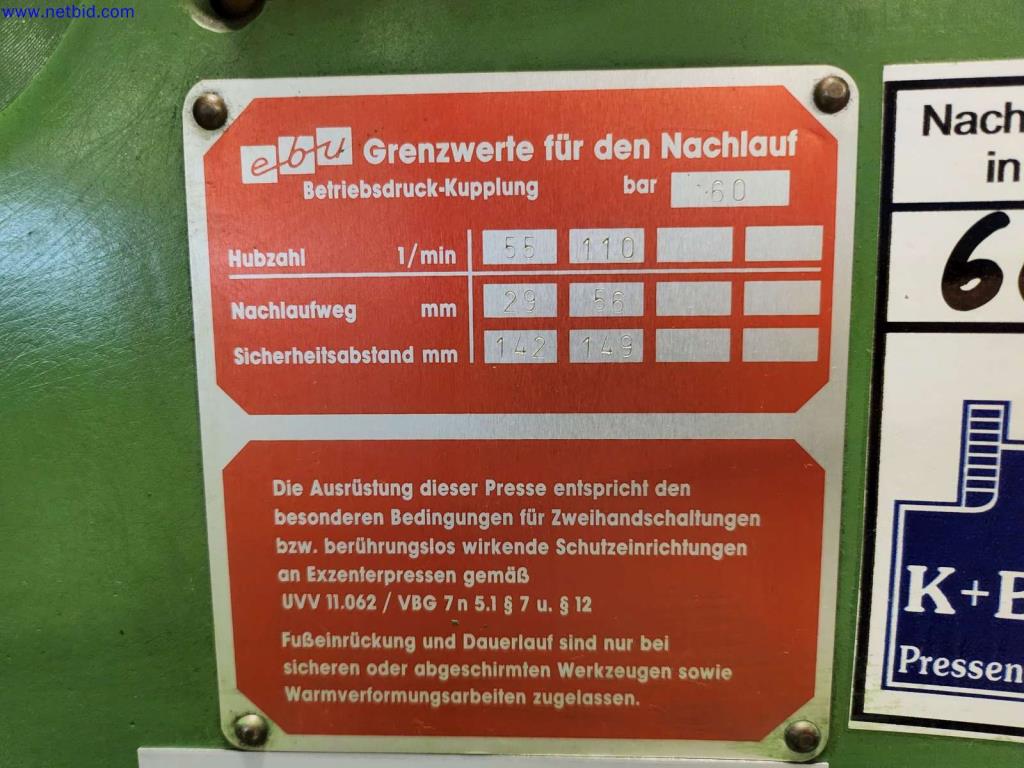 www.netbid.com
ebu Grenzwerte für den Nachlauf
Betriebsdruck-Kupplung bar 60
Hubzahl 1/min 55 110
Nachlaufweg mm 29 56
Sicherheitsabstand mm 142 149
Die Ausrüstung dieser Presse entspricht den
besonderen Bedingungen für Zweihandschaltungen
bzw. berührungslos wirkende Schutzeinrichtungen
an Exzenterpressen gemäß
UVV 11.062 / VBG 7 n 5.1 § 7 u. § 12
Fußeinrückung und Dauerlauf sind nur bei
sicheren oder abgeschirmten Werkzeugen sowie
Warmverformungsarbeiten zugelassen.
Nach
in
6
K+
Pressen